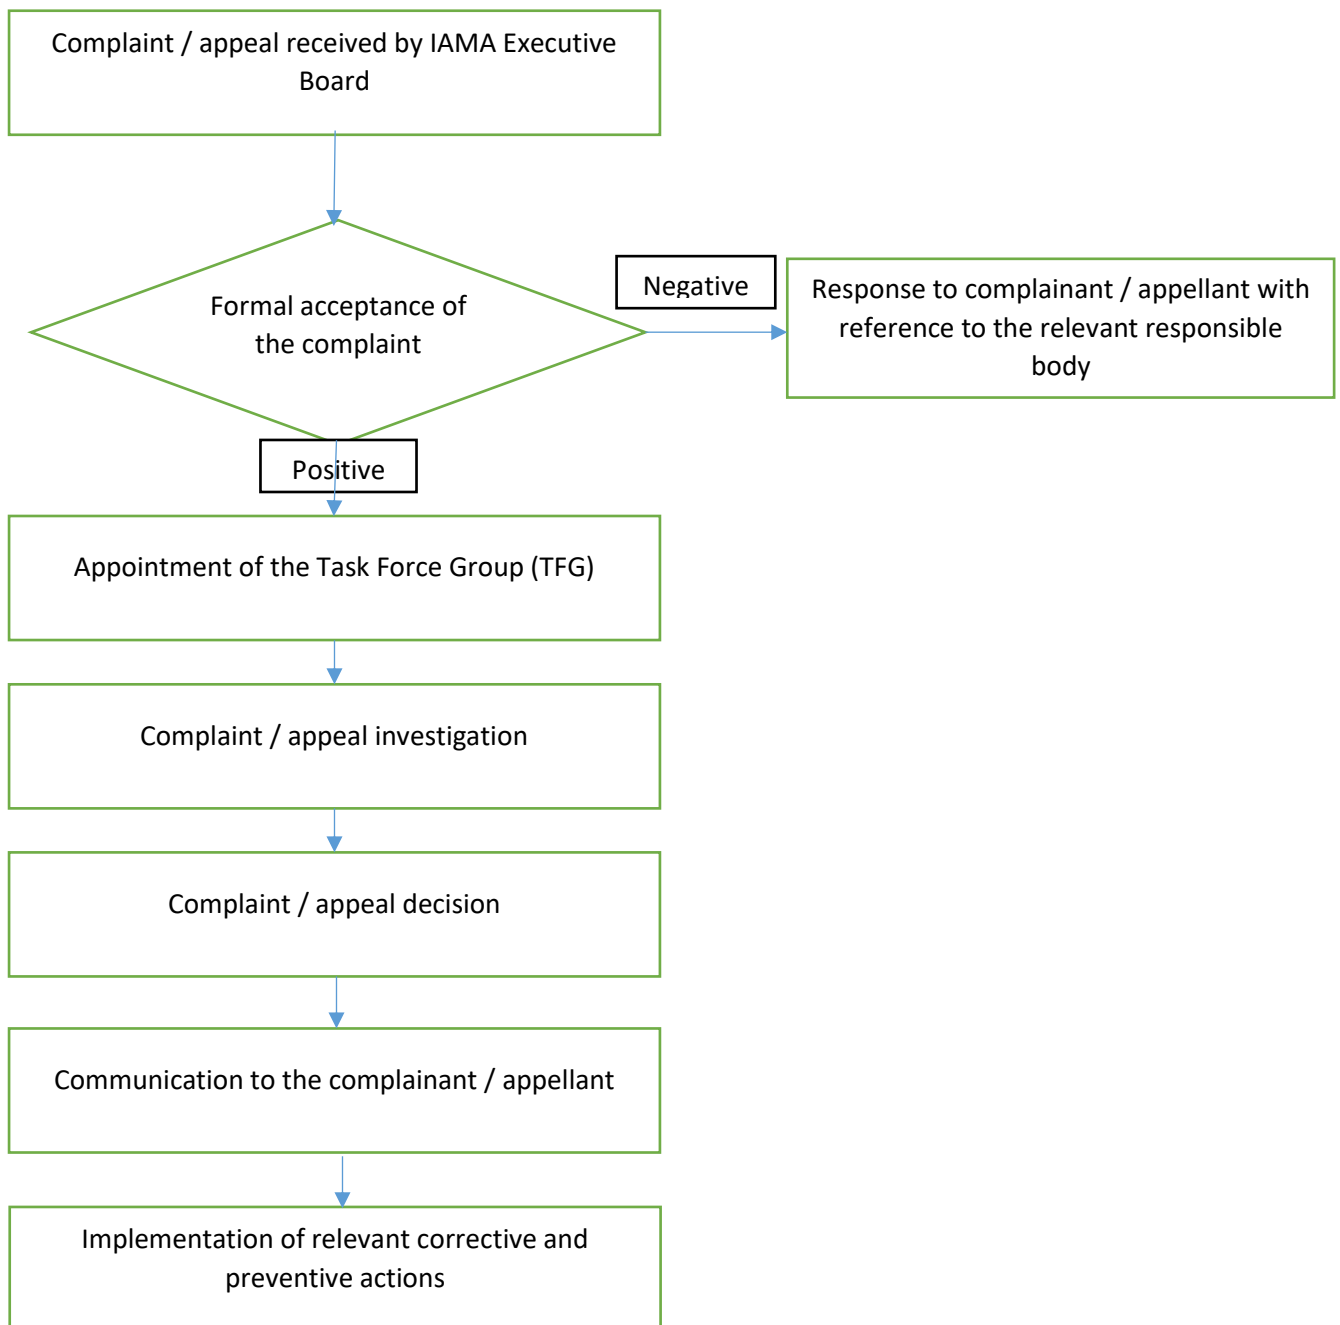 Complaint / appeal received by IAMA Executive
Board
Formal acceptance of
the complaint
Negative
Response to complainant / appellant with
reference to the relevant responsible
body
Positive
Appointment of the Task Force Group (TFG)
Complaint / appeal investigation
Complaint / appeal decision
Communication to the complainant / appellant
Implementation of relevant corrective and
preventive actions